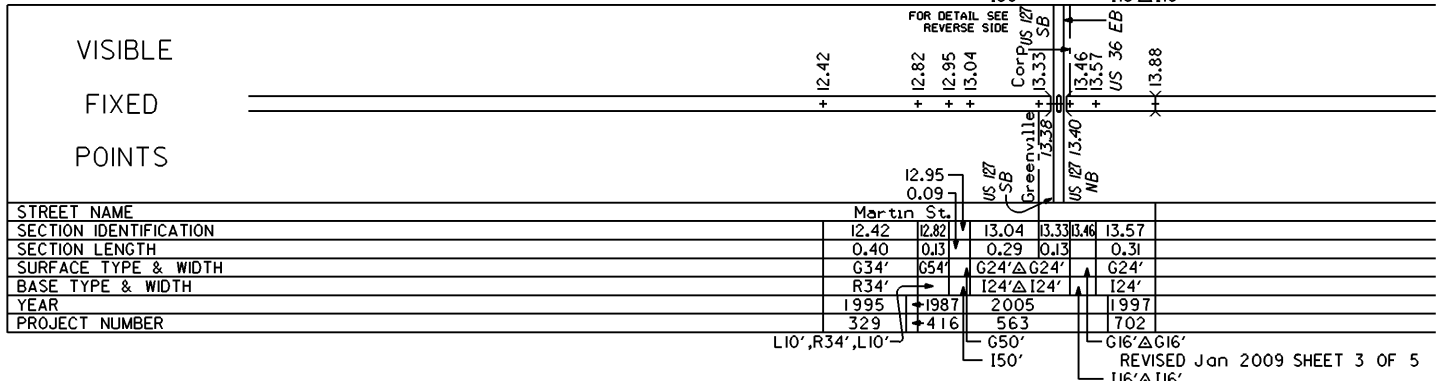 FOR DETAIL SEE
REVERSE SIDE
US 127
SB
Corp
US 36 EB
VISIBLE
FIXED
POINTS
12.42
12.82
12.95
13.04
13.33
13.46
13.57
13.88
Greenville
13.38
13.40
US 127
SB
US 127
NB
12.95
0.09
STREET NAME Martin St.
SECTION IDENTIFICATION 12.42 12.82 13.04 13.33 13.46 13.57
SECTION LENGTH 0.40 0.13 0.29 0.13 0.31
SURFACE TYPE & WIDTH G34' G54' G24'△G24' G24'
BASE TYPE & WIDTH R34' I24'△I24' I24'
YEAR 1995 1987 2005 1997
PROJECT NUMBER 329 416 563 702
L10',R34',L10' G50' G16'△G16'
I50' REVISED Jan 2009 SHEET 3 OF 5
I16'△I16'